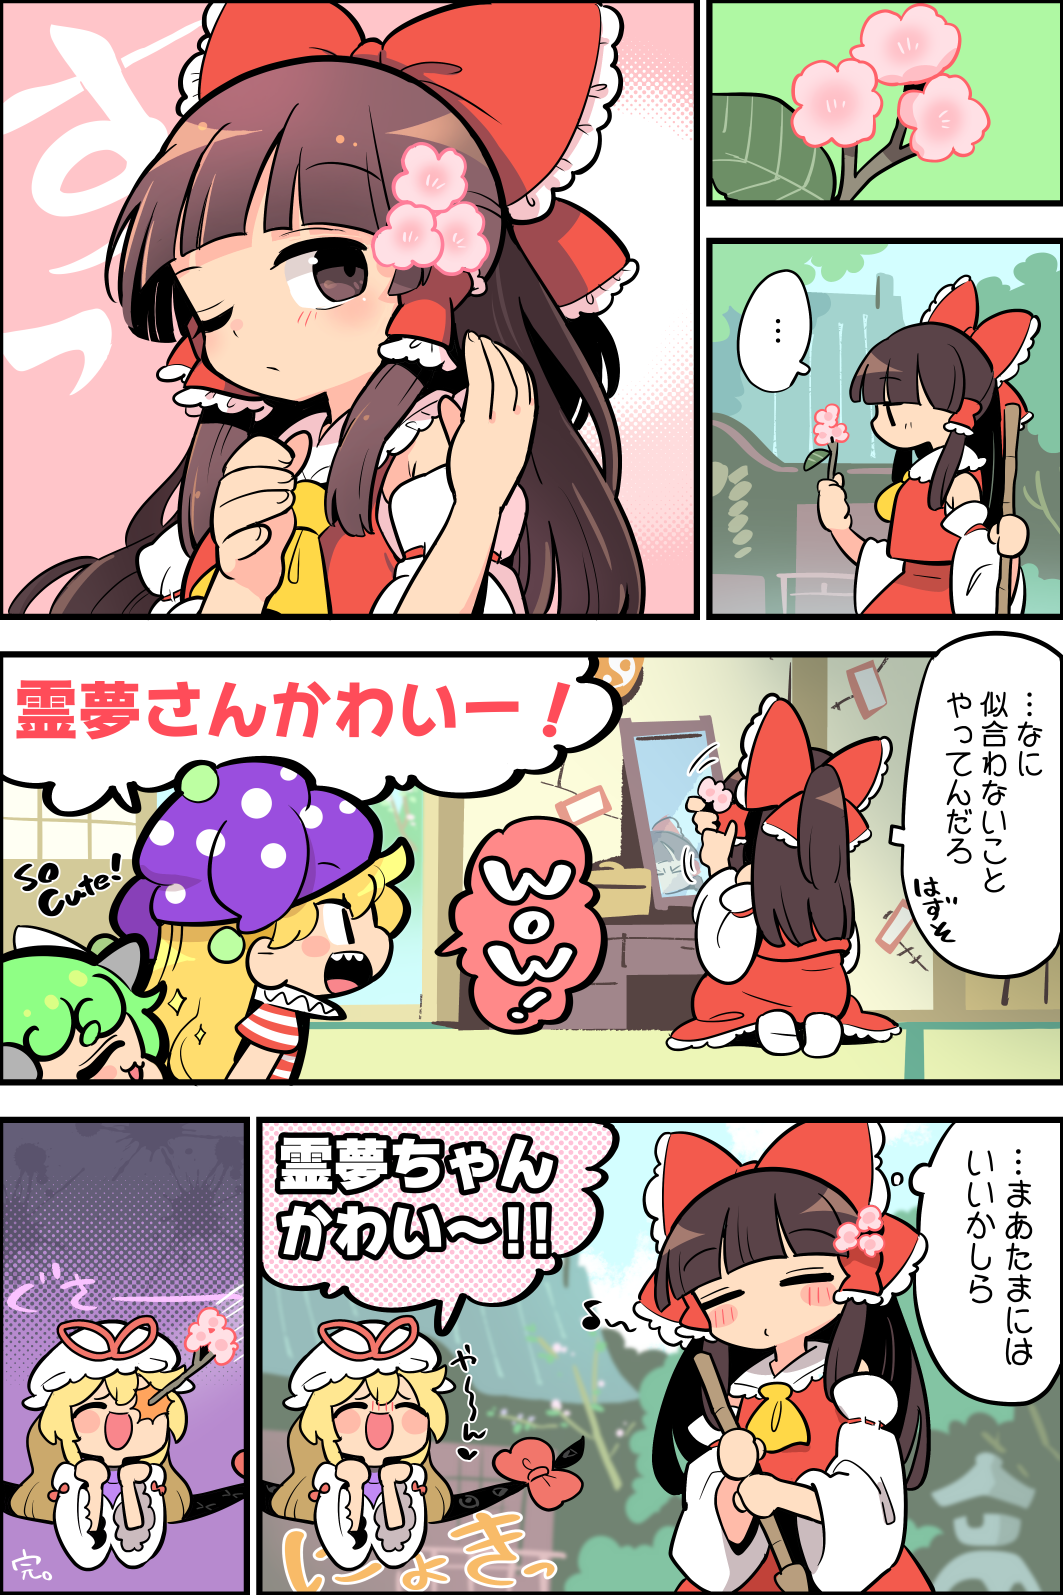 …
すっ
…なに
似合わないこと
やってんだろ
はずいぞ
WOW!
霊夢さんかわいー！
So
Cute!
…まあたまには
いいかしら
♪〜
霊夢ちゃん
かわい〜!!
や〜ん♥
にょきっ
ぐさーー
完。